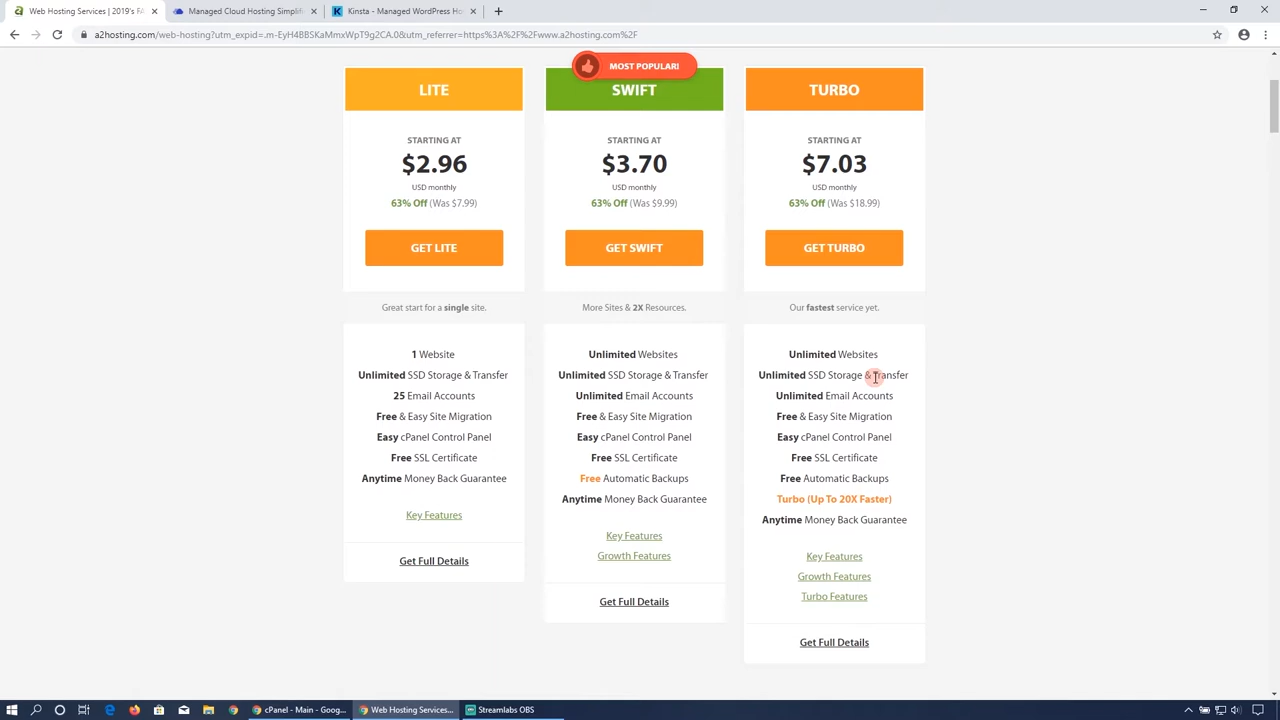 Web Hosting Services | 2019's FA
Managed Cloud Hosting Simplifi
Kinsta - Managed WordPress Ho
a2hosting.com/web-hosting?utm_expid=.m-EyH4BBSKaMmxWpT9g2CA.0&utm_referrer=https%3A%2F%2Fwww.a2hosting.com%2F
MOST POPULAR!
LITE
STARTING AT
$2.96
USD monthly
63% Off (Was $7.99)
GET LITE
Great start for a single site.
1 Website
Unlimited SSD Storage & Transfer
25 Email Accounts
Free & Easy Site Migration
Easy cPanel Control Panel
Free SSL Certificate
Anytime Money Back Guarantee
Key Features
Get Full Details
SWIFT
STARTING AT
$3.70
USD monthly
63% Off (Was $9.99)
GET SWIFT
More Sites & 2X Resources.
Unlimited Websites
Unlimited SSD Storage & Transfer
Unlimited Email Accounts
Free & Easy Site Migration
Easy cPanel Control Panel
Free SSL Certificate
Free Automatic Backups
Anytime Money Back Guarantee
Key Features
Growth Features
Get Full Details
TURBO
STARTING AT
$7.03
USD monthly
63% Off (Was $18.99)
GET TURBO
Our fastest service yet.
Unlimited Websites
Unlimited SSD Storage & Transfer
Unlimited Email Accounts
Free & Easy Site Migration
Easy cPanel Control Panel
Free SSL Certificate
Free Automatic Backups
Turbo (Up To 20X Faster)
Anytime Money Back Guarantee
Key Features
Growth Features
Turbo Features
Get Full Details
cPanel - Main - Goog...
Web Hosting Services...
Streamlabs OBS